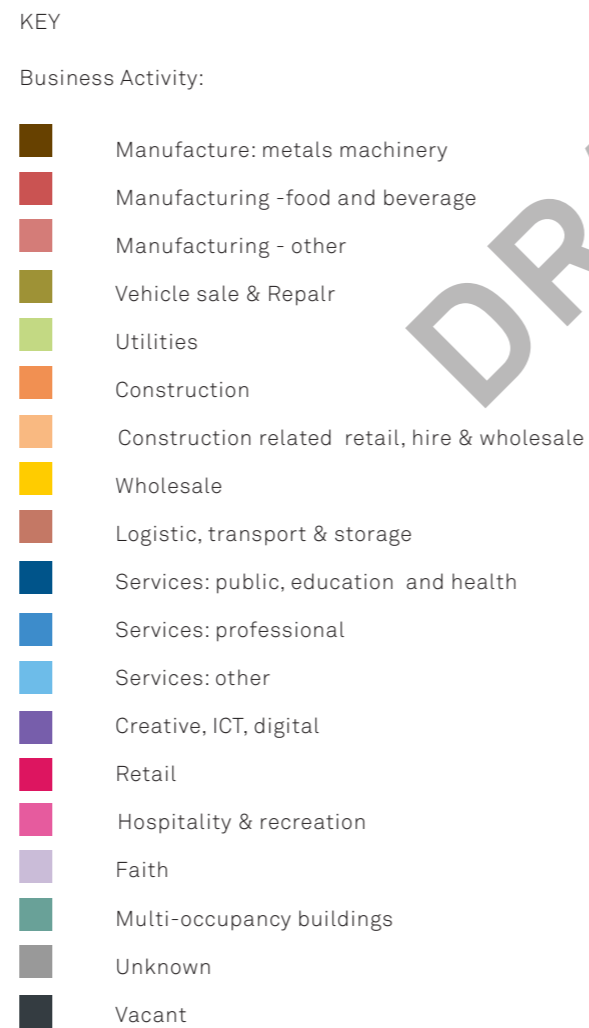 KEY
Business Activity:
Manufacture: metals machinery
Manufacturing -food and beverage
Manufacturing - other
Vehicle sale & Repalr
Utilities
Construction
Construction related retail, hire & wholesale
Wholesale
Logistic, transport & storage
Services: public, education and health
Services: professional
Services: other
Creative, ICT, digital
Retail
Hospitality & recreation
Faith
Multi-occupancy buildings
Unknown
Vacant
DR